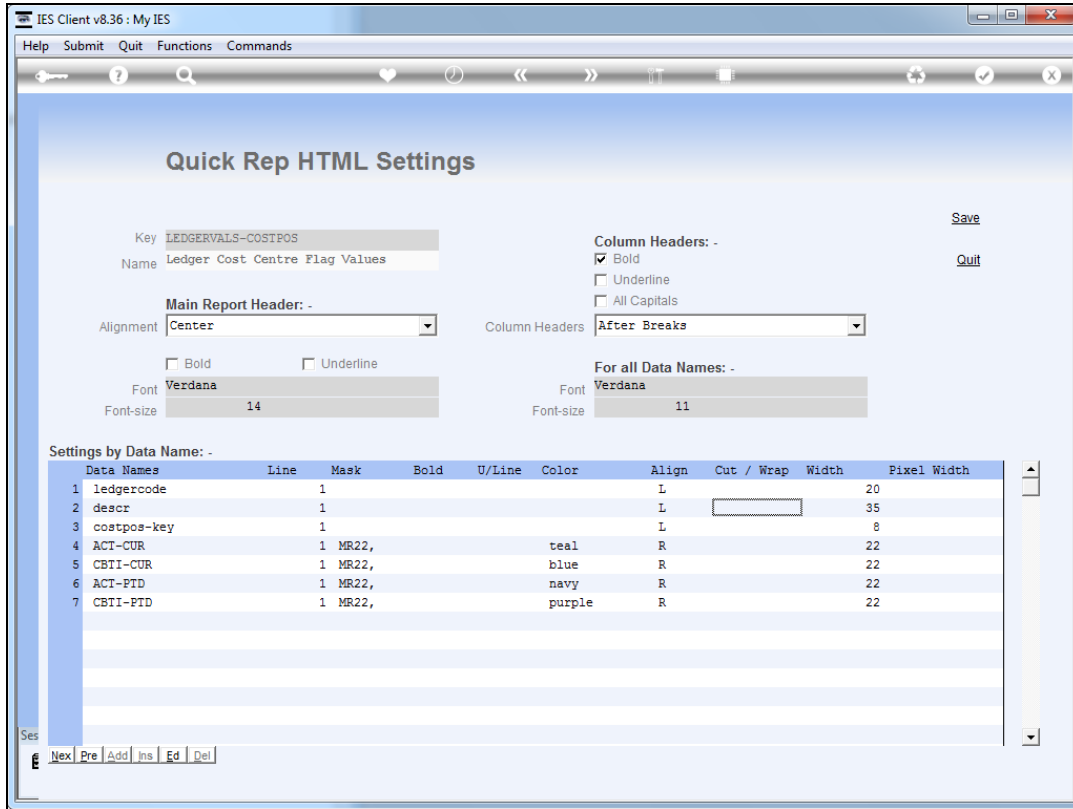 IES Client v8.36 : My IES
Help Submit Quit Functions Commands
Quick Rep HTML Settings
Save
Key LEDGERVALS-COSTPOS
Column Headers: -
Name Ledger Cost Centre Flag Values
Bold
Quit
Underline
Main Report Header: -
All Capitals
Alignment Center
Column Headers After Breaks
Bold Underline
For all Data Names: -
Font Verdana
Font Verdana
Font-size 14
Font-size 11
Settings by Data Name: -
Data Names Line Mask Bold U/Line Color Align Cut / Wrap Width Pixel Width
1 ledgercode 1 L 20
2 descr 1 L 35
3 costpos-key 1 L 8
4 ACT-CUR 1 MR22, teal R 22
5 CBTI-CUR 1 MR22, blue R 22
6 ACT-PTD 1 MR22, navy R 22
7 CBTI-PTD 1 MR22, purple R 22
Ses
Nex Pre Add Ins Ed Del